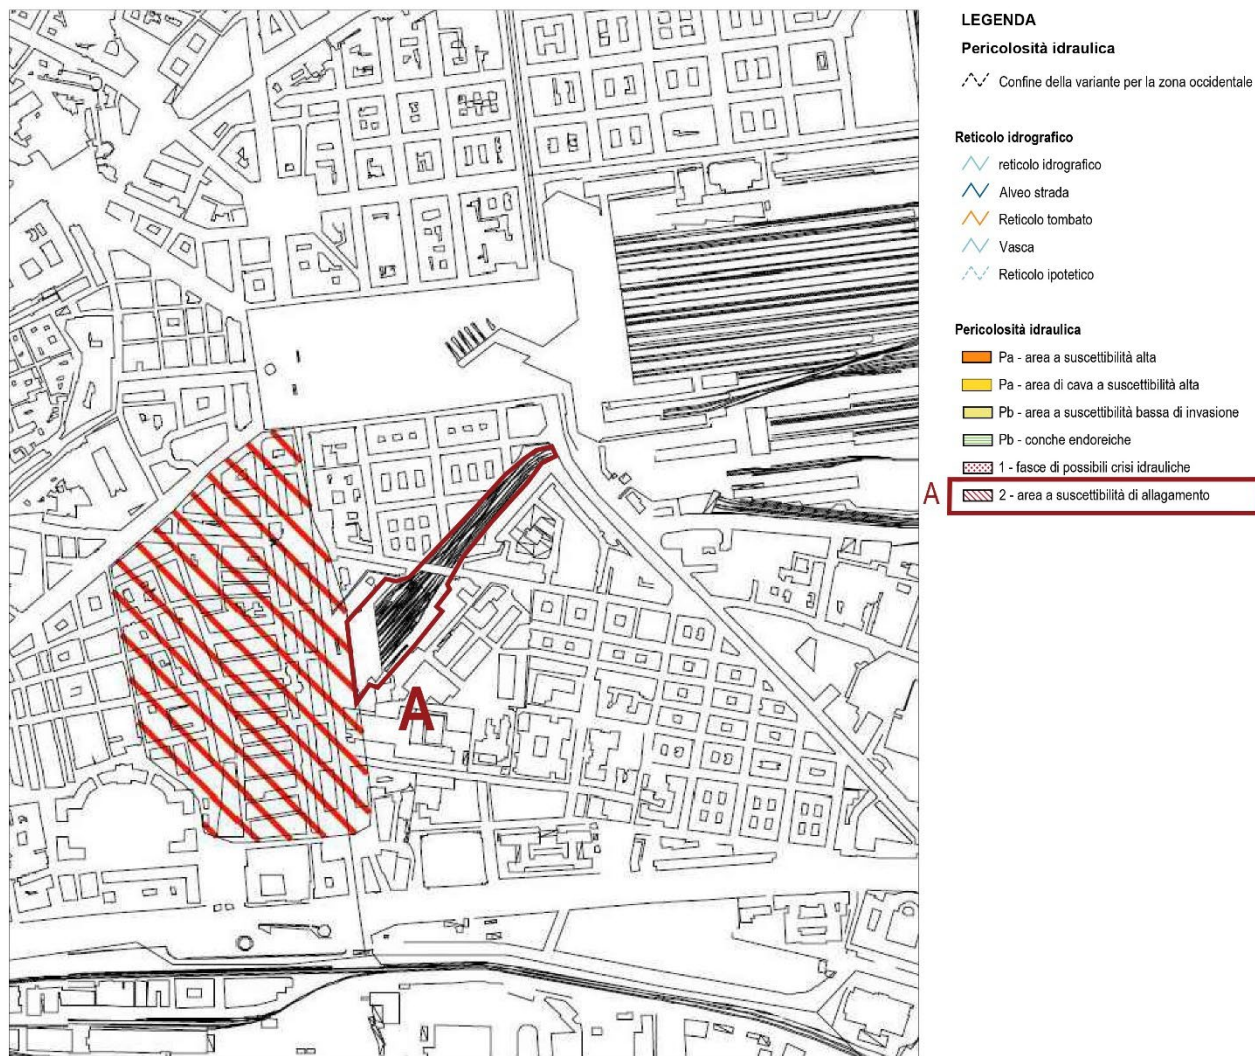 LEGENDA
Pericolosità idraulica
Confine della variante per la zona occidentale
Reticolo idrografico
reticolo idrografico
Alveo strada
Reticolo tombato
Vasca
Reticolo ipotetico
Pericolosità idraulica
Pa - area a suscettibilità alta
Pa - area di cava a suscettibilità alta
Pb - area a suscettibilità bassa di invasione
Pb - conche endoreiche
1 - fasce di possibili crisi idrauliche
A 2 - area a suscettibilità di allagamento
A